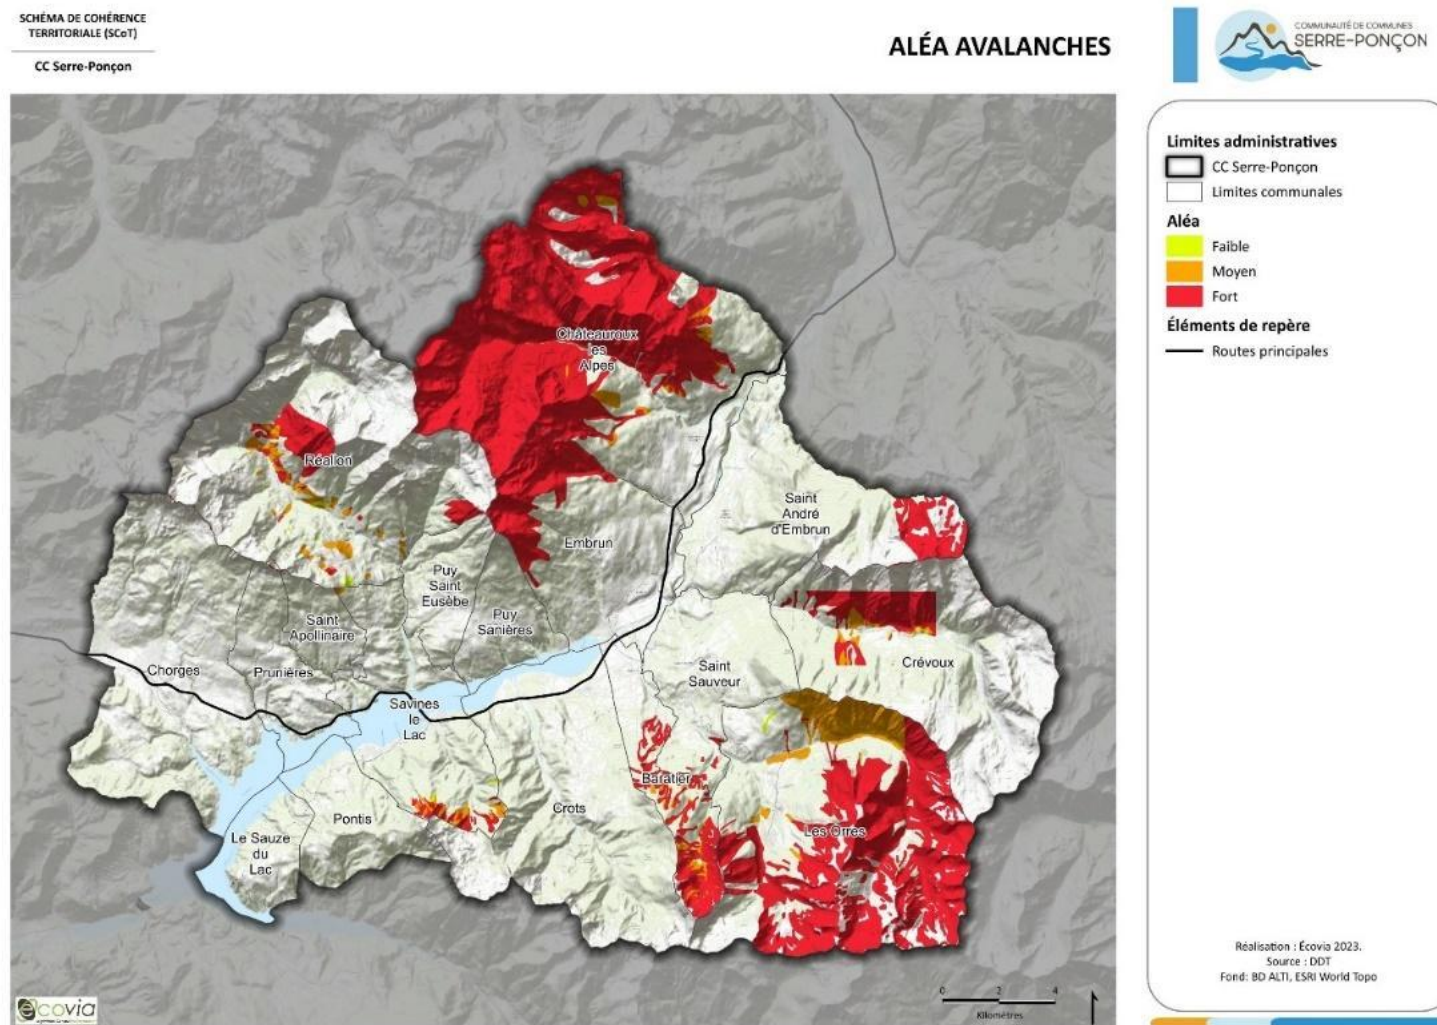 SCHÉMA DE COHÉRENCE
TERRITORIALE (SCoT)
CC Serre-Ponçon
ALÉA AVALANCHES
COMMUNAUTÉ DE COMMUNES
SERRE-PONÇON
Limites administratives
CC Serre-Ponçon
Limites communales
Aléa
Faible
Moyen
Fort
Éléments de repère
Routes principales
Châteauroux
les
Alpes
Réallon
Saint
André
d'Embrun
Embrun
Puy
Saint
Eusèbe
Puy
Sanières
Saint
Apollinaire
Chorges
Prunières
Saint
Sauveur
Crévoux
Savines
le
Lac
Baratier
Crots
Pontis
Les Orres
Le Sauze
du
Lac
Réalisation : Écovia 2023.
Source : DDT
Fond: BD ALTI, ESRI World Topo
0 2 4
Kilomètres
écovia